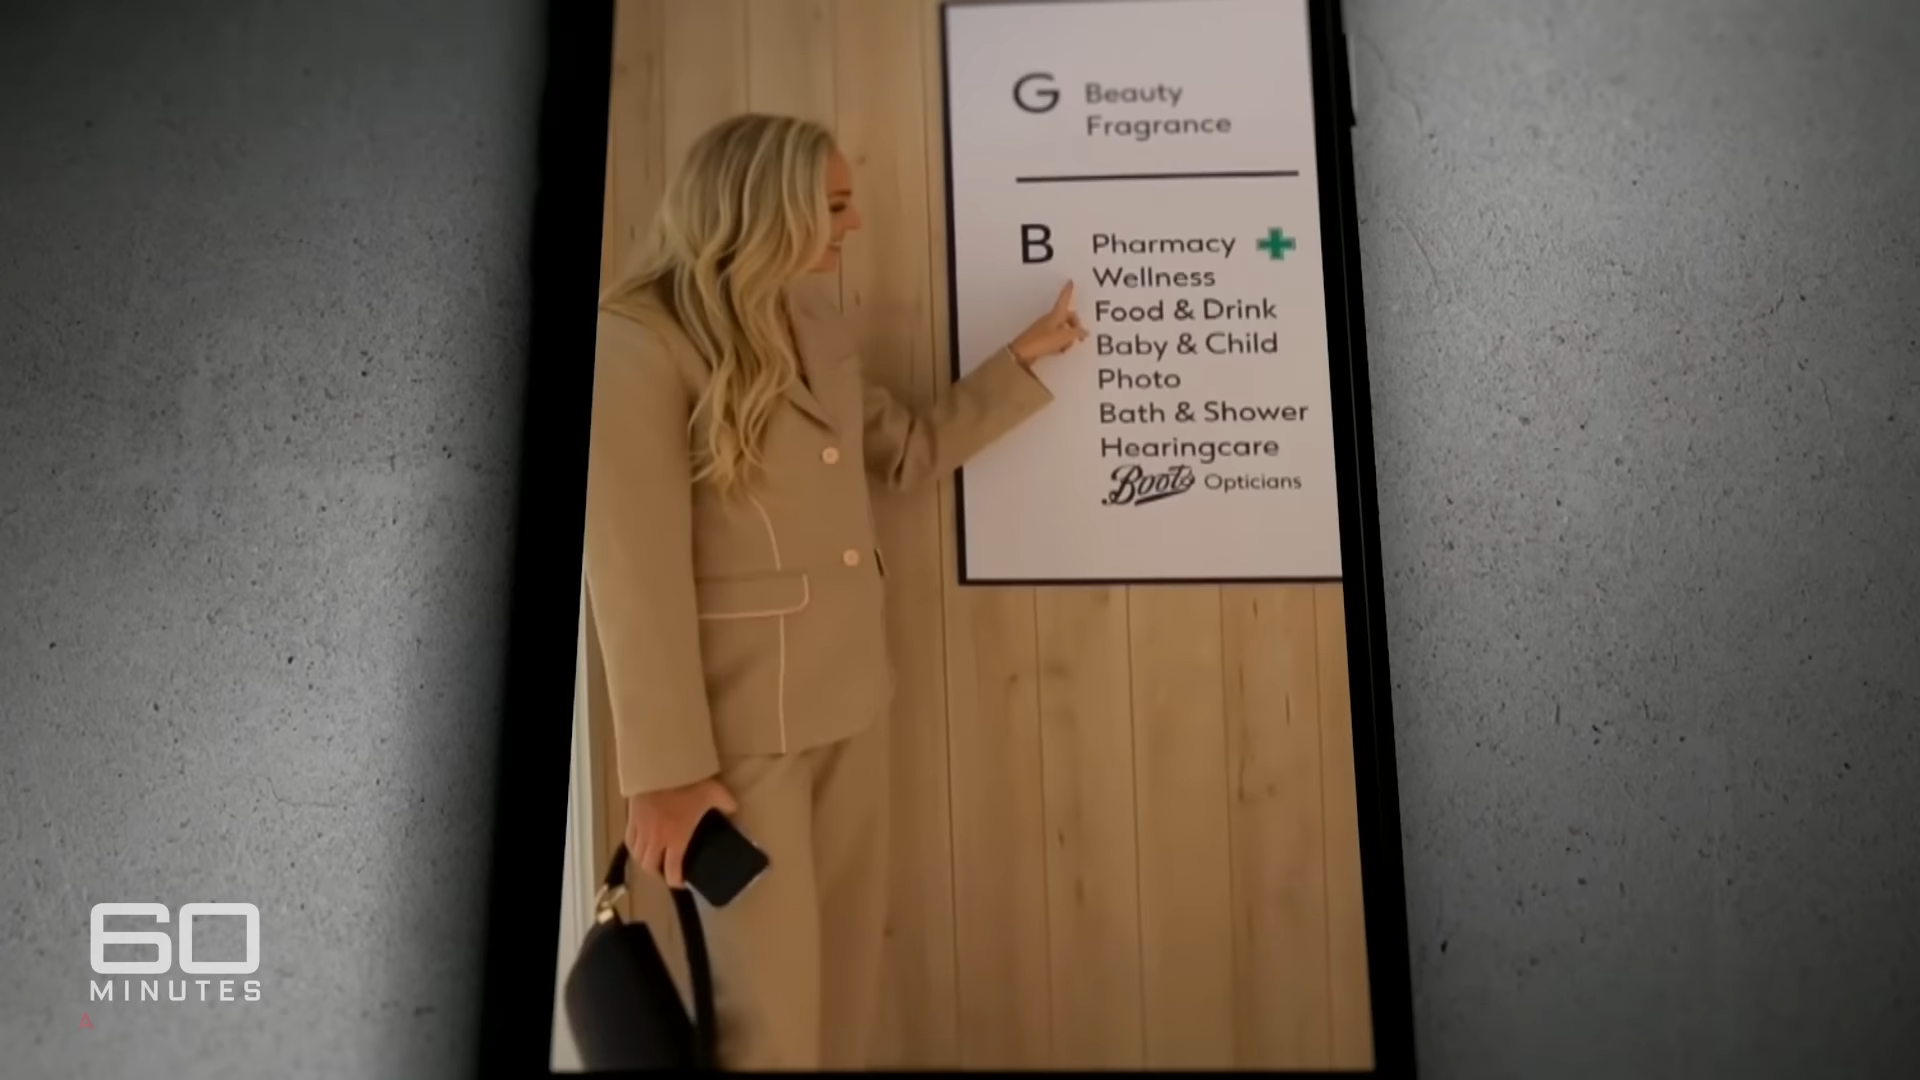 G Beauty
Fragrance
B Pharmacy
Wellness
Food & Drink
Baby & Child
Photo
Bath & Shower
Hearingcare
Boots Opticians
60
MINUTES